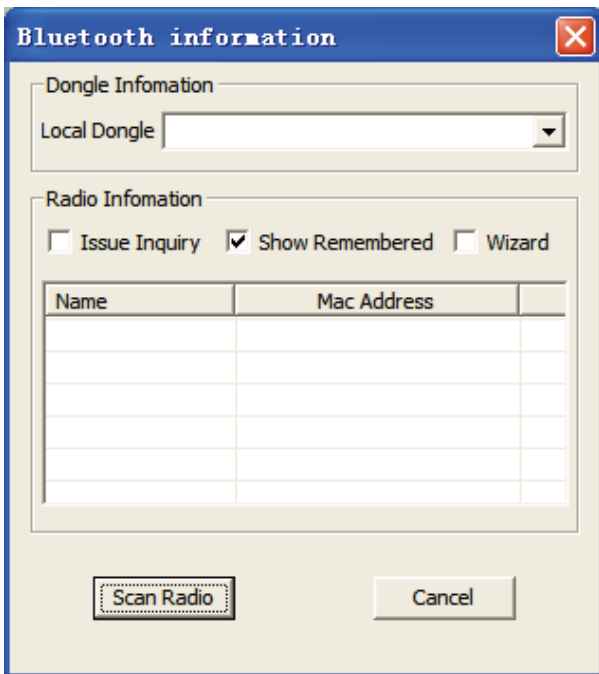 Bluetooth information
Dongle Infomation
Local Dongle
Radio Infomation
Issue Inquiry Show Remembered Wizard
Name Mac Address
Scan Radio Cancel